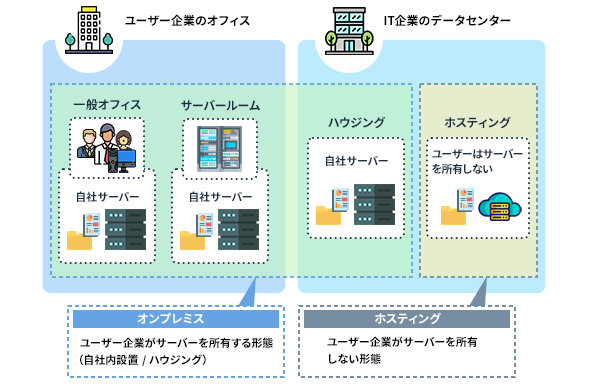 ユーザー企業のオフィス
IT企業のデータセンター
一般オフィス
サーバールーム
ハウジング
ホスティング
自社サーバー
自社サーバー
自社サーバー
ユーザーはサーバー
を所有しない
オンプレミス
ユーザー企業がサーバーを所有する形態
（自社内設置 / ハウジング）
ホスティング
ユーザー企業がサーバーを所有
しない形態